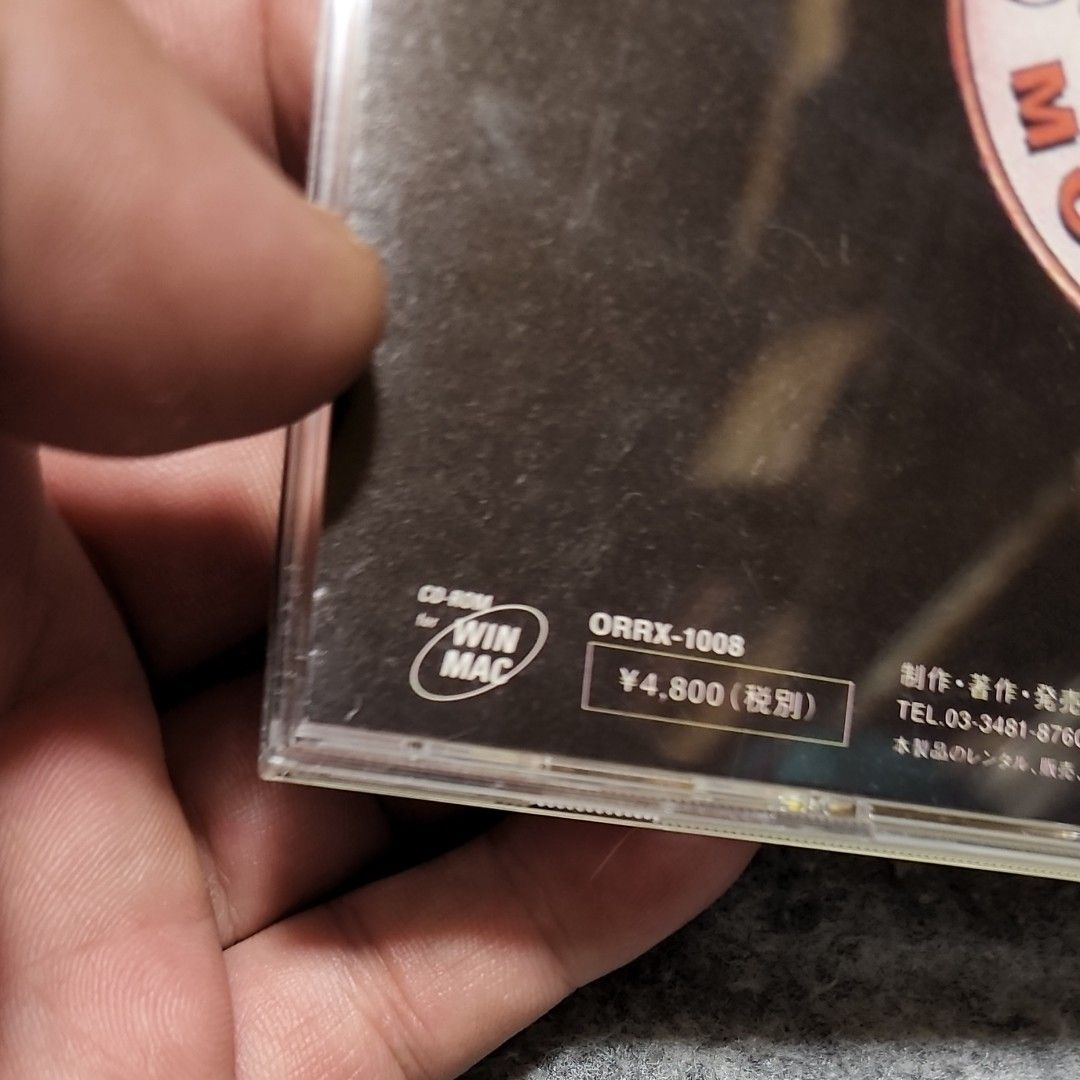 M
CD-ROM
for
WIN
MAC
ORRX-1008
¥4,800(税別)
制作・著作・発売
TEL.03-3481-8760
本製品のレンタル、販売